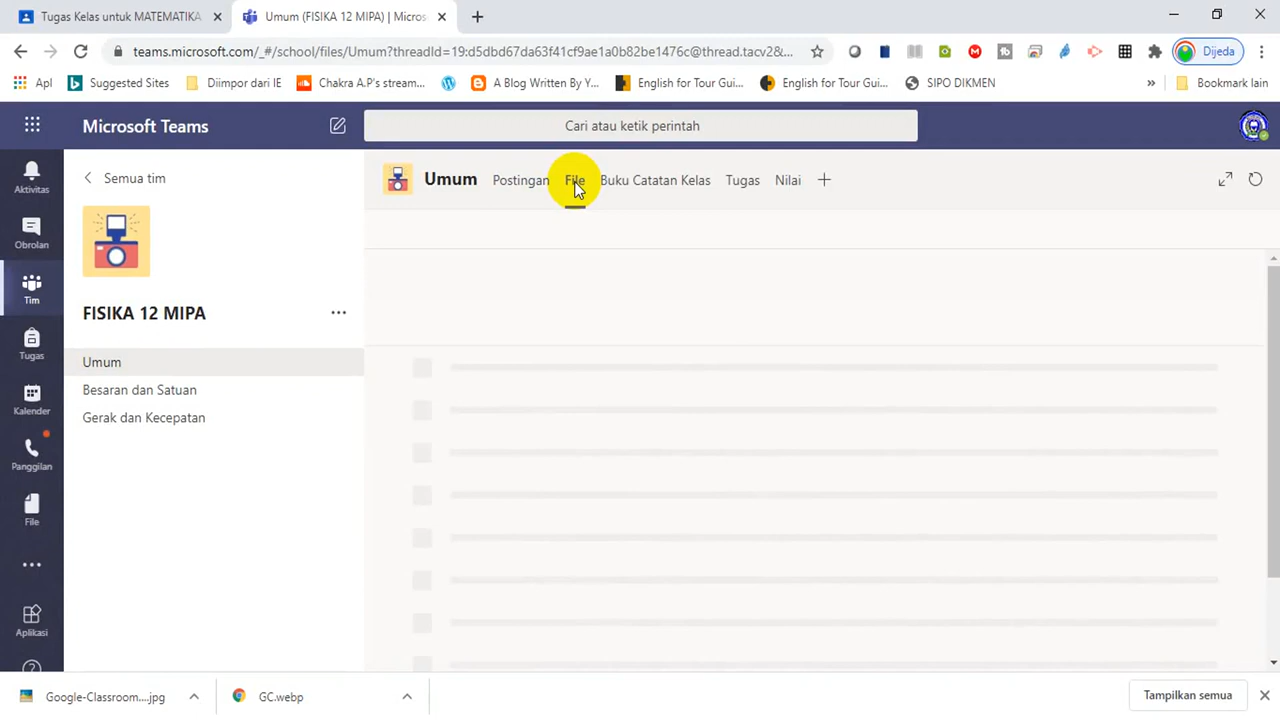 Tugas Kelas untuk MATEMATIKA
Umum (FISIKA 12 MIPA) | Micros
teams.microsoft.com/_#/school/files/Umum?threadId=19:d5dbd67da63f41cf9ae1a0b82be1476c@thread.tacv2&...
Dijeda
Apl
Suggested Sites
Diimpor dari IE
Chakra A.P's stream...
A Blog Written By Y...
English for Tour Gui...
English for Tour Gui...
SIPO DIKMEN
»
Bookmark lain
Microsoft Teams
Cari atau ketik perintah
Aktivitas
Obrolan
Tim
Tugas
Kalender
Panggilan
File
Aplikasi
Semua tim
FISIKA 12 MIPA
Umum
Besaran dan Satuan
Gerak dan Kecepatan
Umum
Postingan
File
Buku Catatan Kelas
Tugas
Nilai
Google-Classroom....jpg
GC.webp
Tampilkan semua